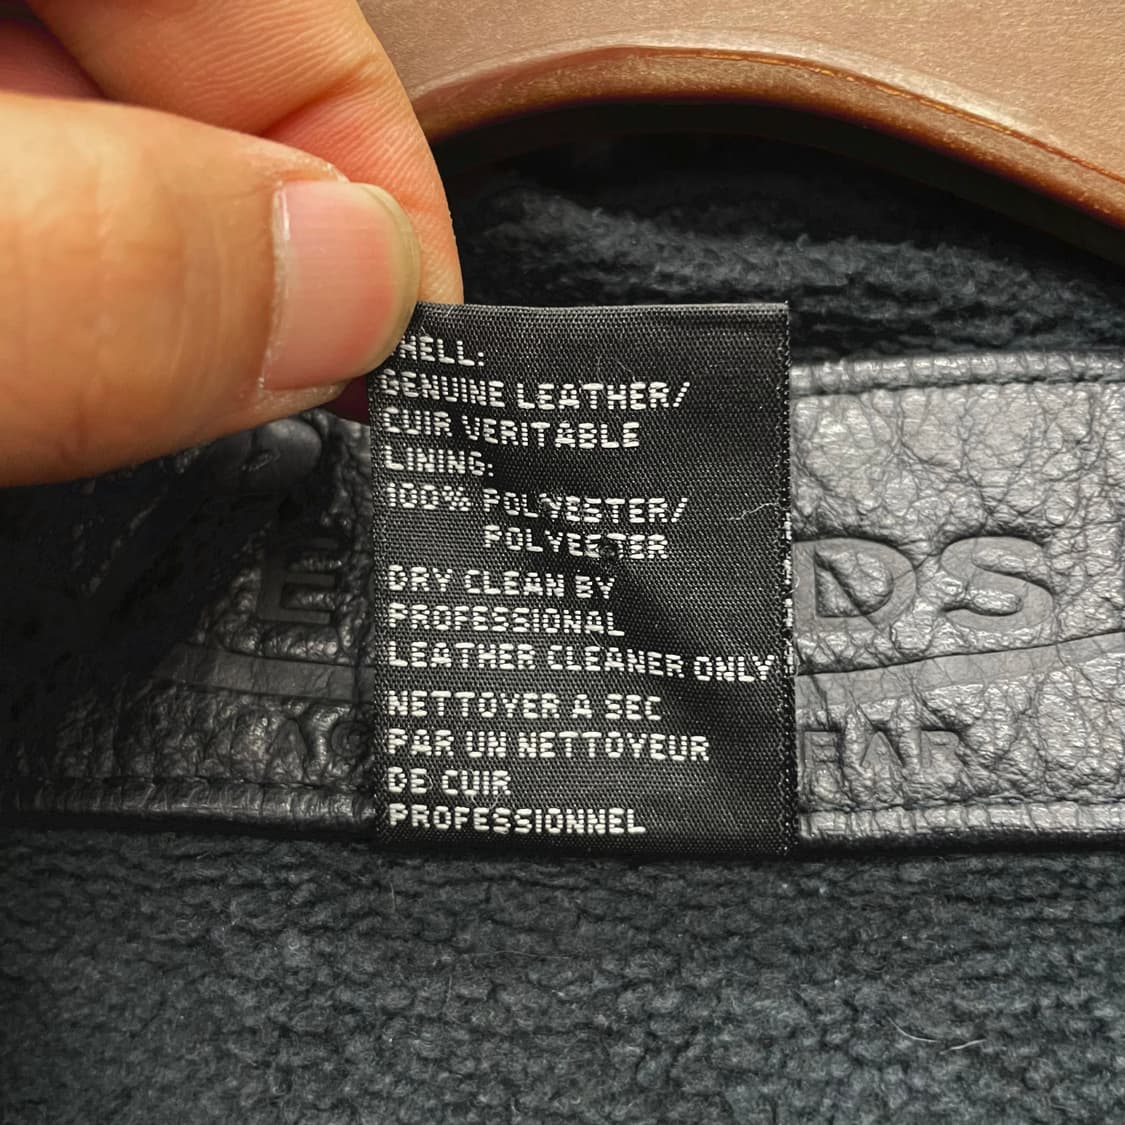 HELL:
GENUINE LEATHER/
CUIR VERITABLE
LINING:
100% POLYESTER/
POLYEETER
DRY CLEAN BY
PROFESSIONAL
LEATHER CLEANER ONLY
NETTOYER A SEC
PAR UN NETTOYEUR
DE CUIR
PROFESSIONNEL